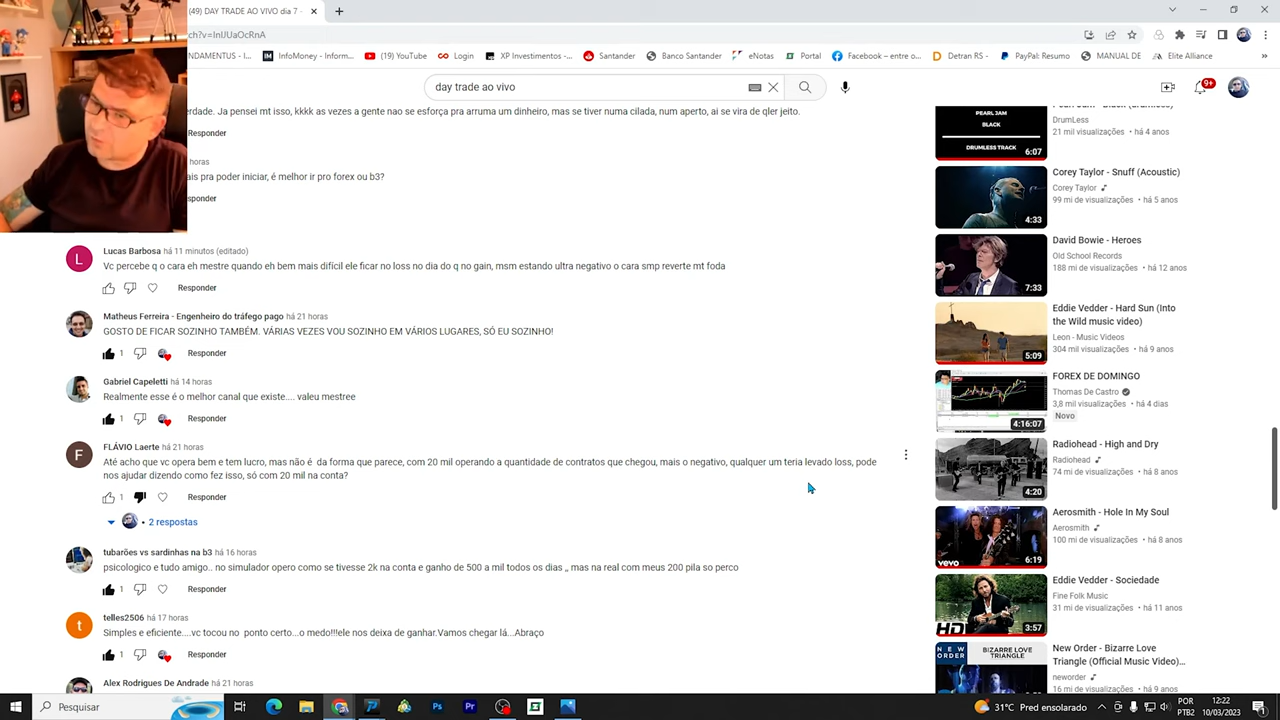 (49) DAY TRADE AO VIVO dia 7 -
ch?v=InIJUaOcRnA
NDAMENTUS - IN...
InfoMoney - Inform...
(19) YouTube
Login
XP Investimentos -...
Santander
Banco Santander
eNotas
Portal
Facebook – entre o...
Detran RS -
PayPal: Resumo
MANUAL DE
Elite Alliance
day trade ao vivo
9+
erdade. Ja pensei mt isso, kkkk as vezes a gente nao se esforça pra arruma um dinheiro, mas se tiver numa cilada, num aperto, ai se vira de qler jeito.
Responder
horas
ais pra poder iniciar, é melhor ir pro forex ou b3?
sponder
L
Lucas Barbosa há 11 minutos (editado)
Vc percebe q o cara eh mestre quando eh bem mais difícil ele ficar no loss no dia do q no gain, msm estando ultra negativo o cara smp reverte mt foda
Responder
Matheus Ferreira - Engenheiro do tráfego pago há 21 horas
GOSTO DE FICAR SOZINHO TAMBÉM. VÁRIAS VEZES VOU SOZINHO EM VÁRIOS LUGARES, SÓ EU SOZINHO!
1
Responder
Gabriel Capeletti há 14 horas
Realmente esse é o melhor canal que existe.... valeu mestree
1
Responder
F
FLÁVIO Laerte há 21 horas
Até acho que vc opera bem e tem lucro, mas não é da forma que parece, com 20 mil operando a quantidade de contratos que chegou, mais o negativo, qualquer um teria levado loss, pode
nos ajudar dizendo como fez isso, só com 20 mil na conta?
1
Responder
2 respostas
tubarões vs sardinhas na b3 há 16 horas
psicologico e tudo amigo.. no simulador opero como se tivesse 2k na conta e ganho de 500 a mil todos os dias ,, mas na real com meus 200 pila so perco
1
Responder
t
telles2506 há 17 horas
Simples e eficiente....vc tocou no ponto certo...o medo!!!ele nos deixa de ganhar.Vamos chegar lá...Abraço
1
Responder
Alex Rodrigues De Andrade há 21 horas
PEARL JAM
BLACK
DRUMLESS TRACK
6:07
Pearl Jam - Black (drumless)
DrumLess
21 mil visualizações • há 4 anos
4:33
Corey Taylor - Snuff (Acoustic)
Corey Taylor
99 mi de visualizações • há 5 anos
7:33
David Bowie - Heroes
Old School Records
188 mi de visualizações • há 12 anos
5:09
Eddie Vedder - Hard Sun (Into
the Wild music video)
Leon - Music Videos
304 mil visualizações • há 9 anos
4:16:07
FOREX DE DOMINGO
Thomas De Castro
3,8 mil visualizações • há 4 dias
Novo
4:20
Radiohead - High and Dry
Radiohead
74 mi de visualizações • há 8 anos
vevo
6:19
Aerosmith - Hole In My Soul
Aerosmith
100 mi de visualizações • há 8 anos
HD
3:57
Eddie Vedder - Sociedade
Fine Folk Music
31 mi de visualizações • há 11 anos
NEW
ORDER
BIZARRE LOVE
TRIANGLE
New Order - Bizarre Love
Triangle (Official Music Video)...
neworder
16 mi de visualizações • há 9 anos
Pesquisar
31°C Pred ensolarado
POR
PTB2
12:22
10/03/2023